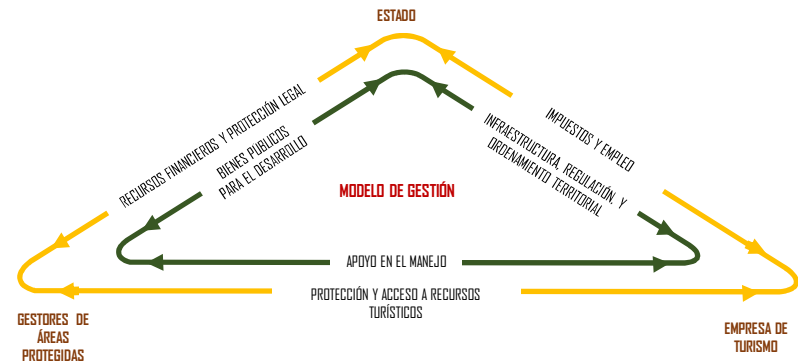 ESTADO
RECURSOS FINANCIEROS Y PROTECCIÓN LEGAL
BIENES PUBLICOS
PARA EL DESARROLLO
IMPUESTOS Y EMPLEO
INFRAESTRUCTURA, REGULACIÓN, Y
ORDENAMIENTO TERRITORIAL
MODELO DE GESTIÓN
APOYO EN EL MANEJO
PROTECCIÓN Y ACCESO A RECURSOS
TURÍSTICOS
GESTORES DE
ÁREAS
PROTEGIDAS
EMPRESA DE
TURISMO